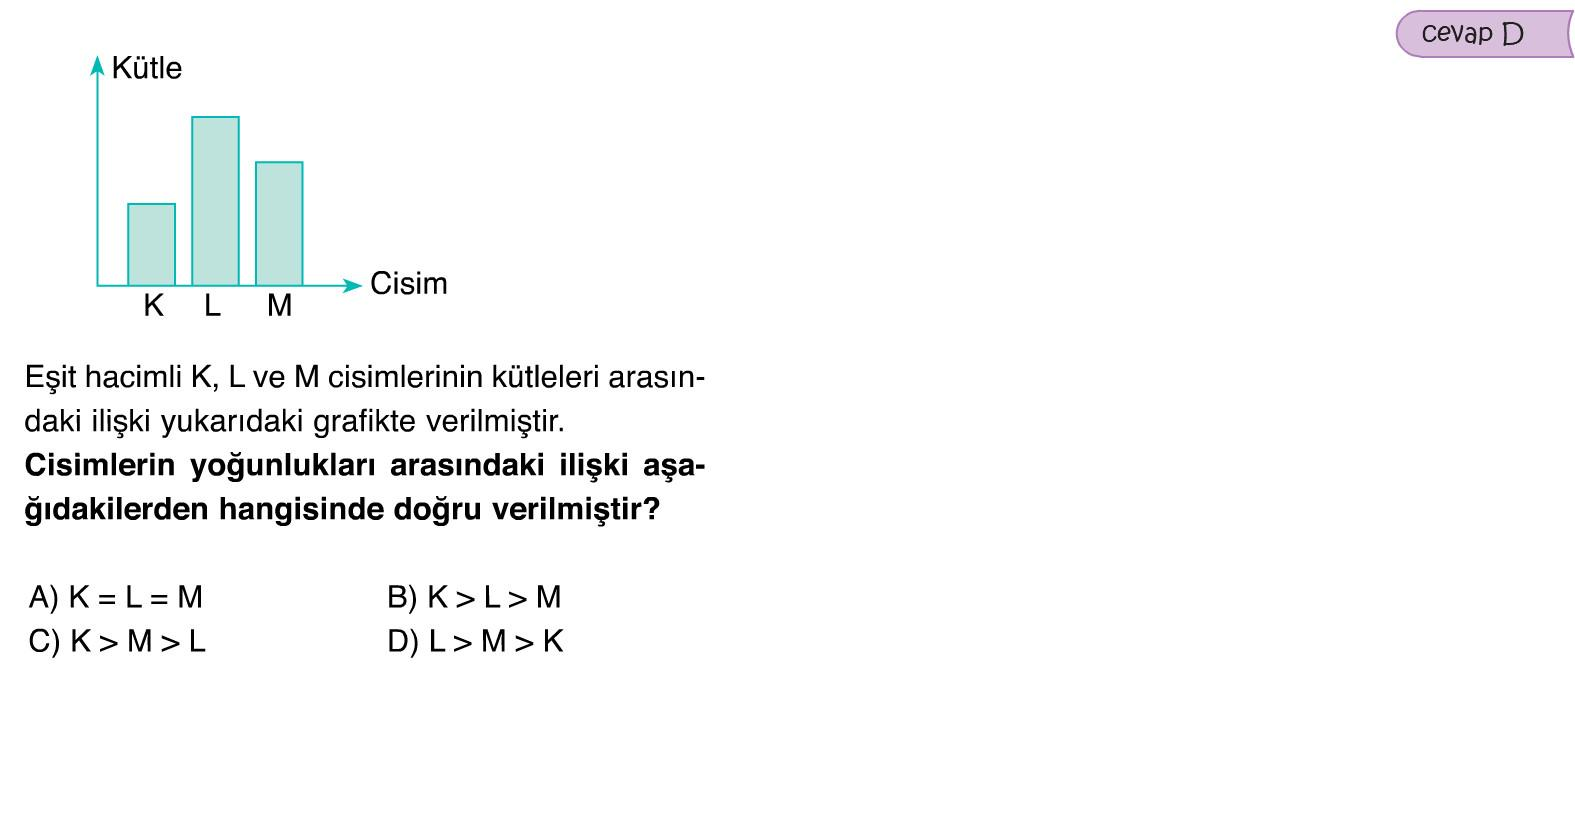 cevap D
Kütle
Cisim
K L M
Eşit hacimli K, L ve M cisimlerinin kütleleri arasın-
daki ilişki yukarıdaki grafikte verilmiştir.
Cisimlerin yoğunlukları arasındaki ilişki aşa-
ğıdakilerden hangisinde doğru verilmiştir?
A) K = L = M B) K > L > M
C) K > M > L D) L > M > K